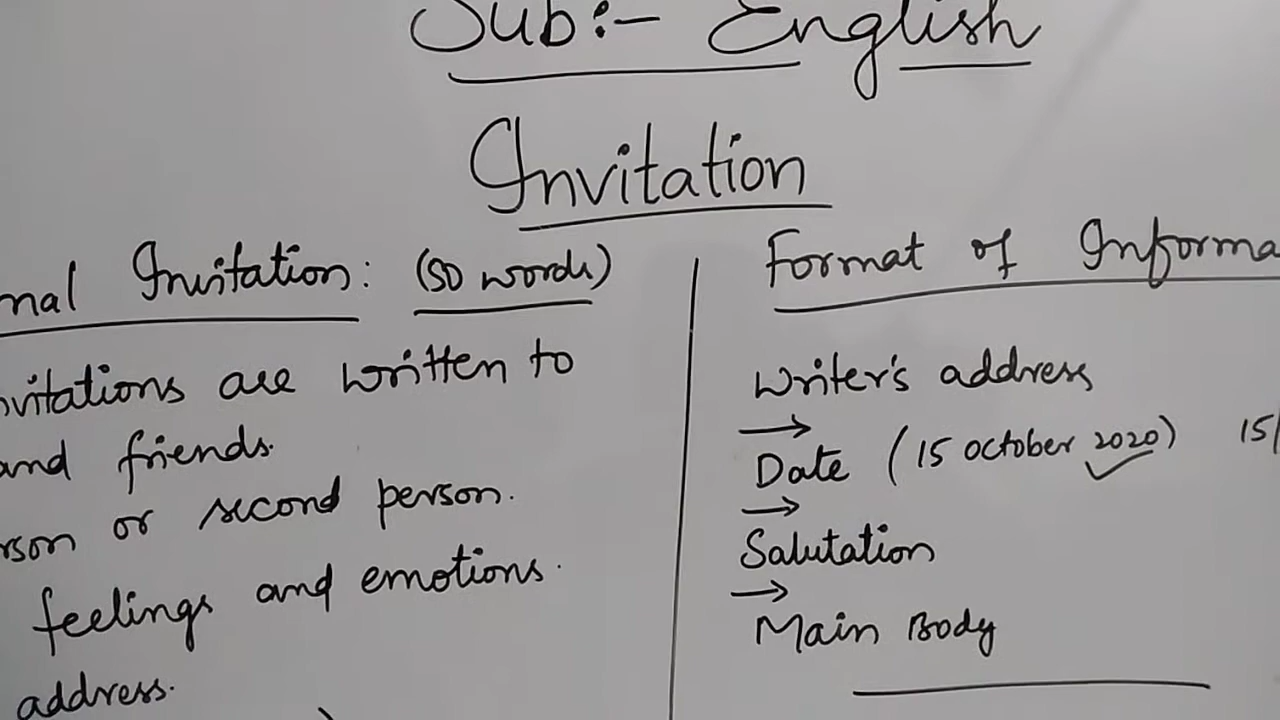 Sub:- English
Invitation
nal Invitation: (50 words)
vitations are written to
and friends.
rson or second person.
feelings and emotions.
address.
Format of Informa
Writer's address
→
Date (15 October 2020) 15/
→
Salutation
→
Main Body